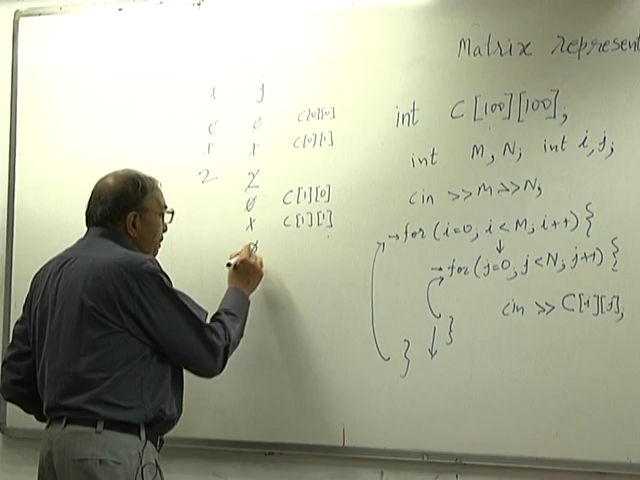 Matrix represent
i j
0 0 C[0][0]
1 1 C[0][1]
2 2
0 C[1][0]
1 C[1][1]
int C[100][100];
int M, N; int i, j;
cin >> M >> N;
for (i=0; i < M; i++) {
for (j=0; j < N; j++) {
cin >> C[i][j];
}
}